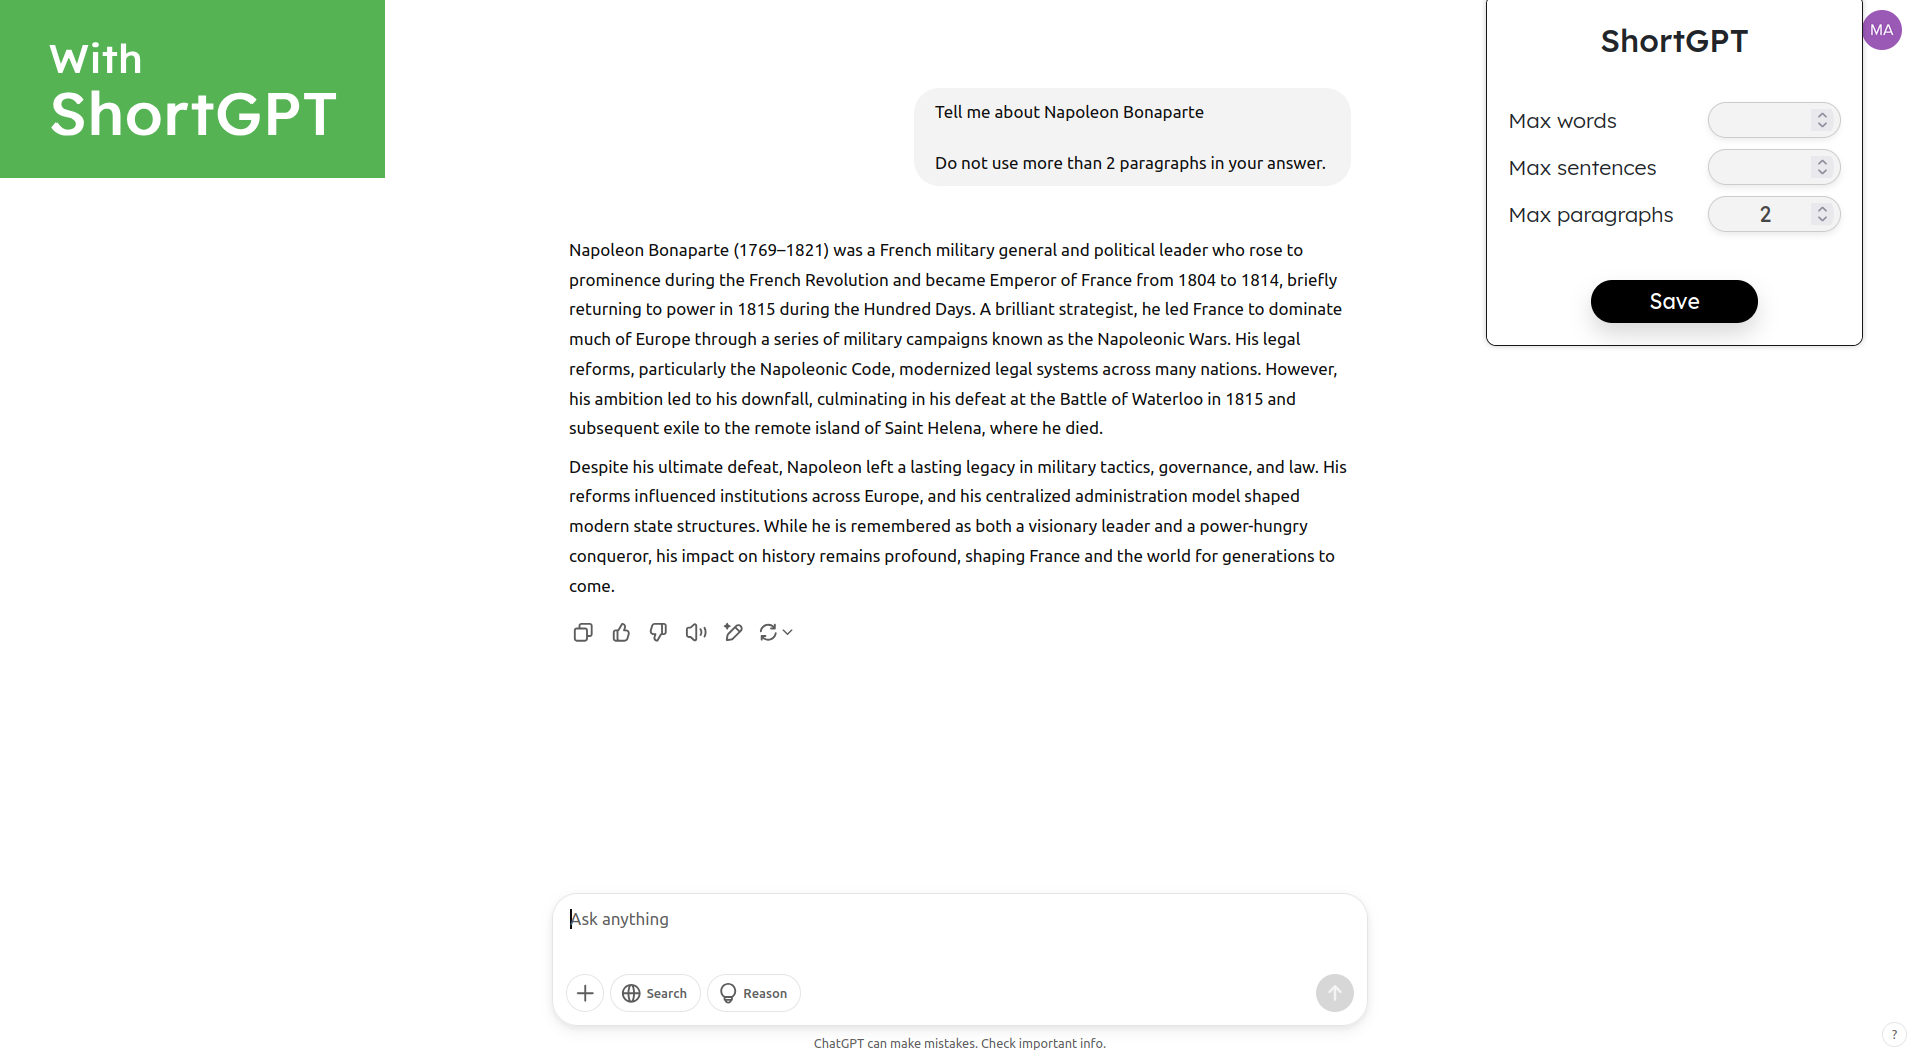 With
ShortGPT
Tell me about Napoleon Bonaparte
Do not use more than 2 paragraphs in your answer.
Napoleon Bonaparte (1769–1821) was a French military general and political leader who rose to
prominence during the French Revolution and became Emperor of France from 1804 to 1814, briefly
returning to power in 1815 during the Hundred Days. A brilliant strategist, he led France to dominate
much of Europe through a series of military campaigns known as the Napoleonic Wars. His legal
reforms, particularly the Napoleonic Code, modernized legal systems across many nations. However,
his ambition led to his downfall, culminating in his defeat at the Battle of Waterloo in 1815 and
subsequent exile to the remote island of Saint Helena, where he died.
Despite his ultimate defeat, Napoleon left a lasting legacy in military tactics, governance, and law. His
reforms influenced institutions across Europe, and his centralized administration model shaped
modern state structures. While he is remembered as both a visionary leader and a power-hungry
conqueror, his impact on history remains profound, shaping France and the world for generations to
come.
ShortGPT
MA
Max words
Max sentences
Max paragraphs 2
Save
Ask anything
Search Reason
ChatGPT can make mistakes. Check important info.
?